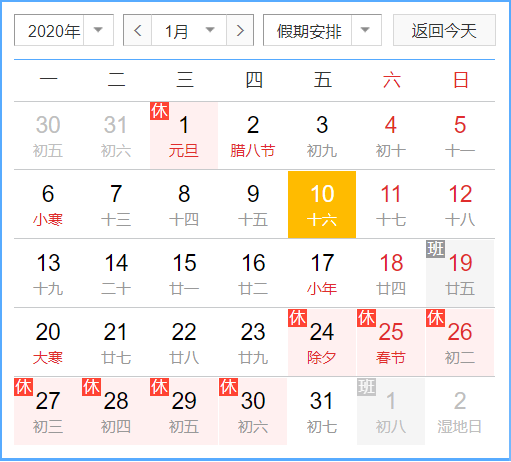 2020年 1月 假期安排 返回今天
一 二 三 四 五 六 日
休
30 31 1 2 3 4 5
初五 初六 元旦 腊八节 初九 初十 十一
6 7 8 9 10 11 12
小寒 十三 十四 十五 十六 十七 十八
班
13 14 15 16 17 18 19
十九 二十 廿一 廿二 小年 廿四 廿五
休 休 休
20 21 22 23 24 25 26
大寒 廿七 廿八 廿九 除夕 春节 初二
休 休 休 休 班
27 28 29 30 31 1 2
初三 初四 初五 初六 初七 初八 湿地日